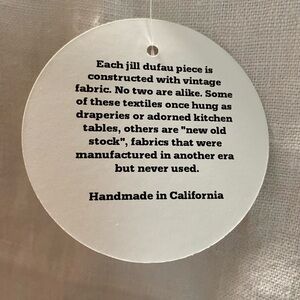 Each jill dufau piece is
constructed with vintage
fabric. No two are alike. Some
of these textiles once hung as
draperies or adorned kitchen
tables, others are "new old
stock", fabrics that were
manufactured in another era
but never used.
Handmade in California